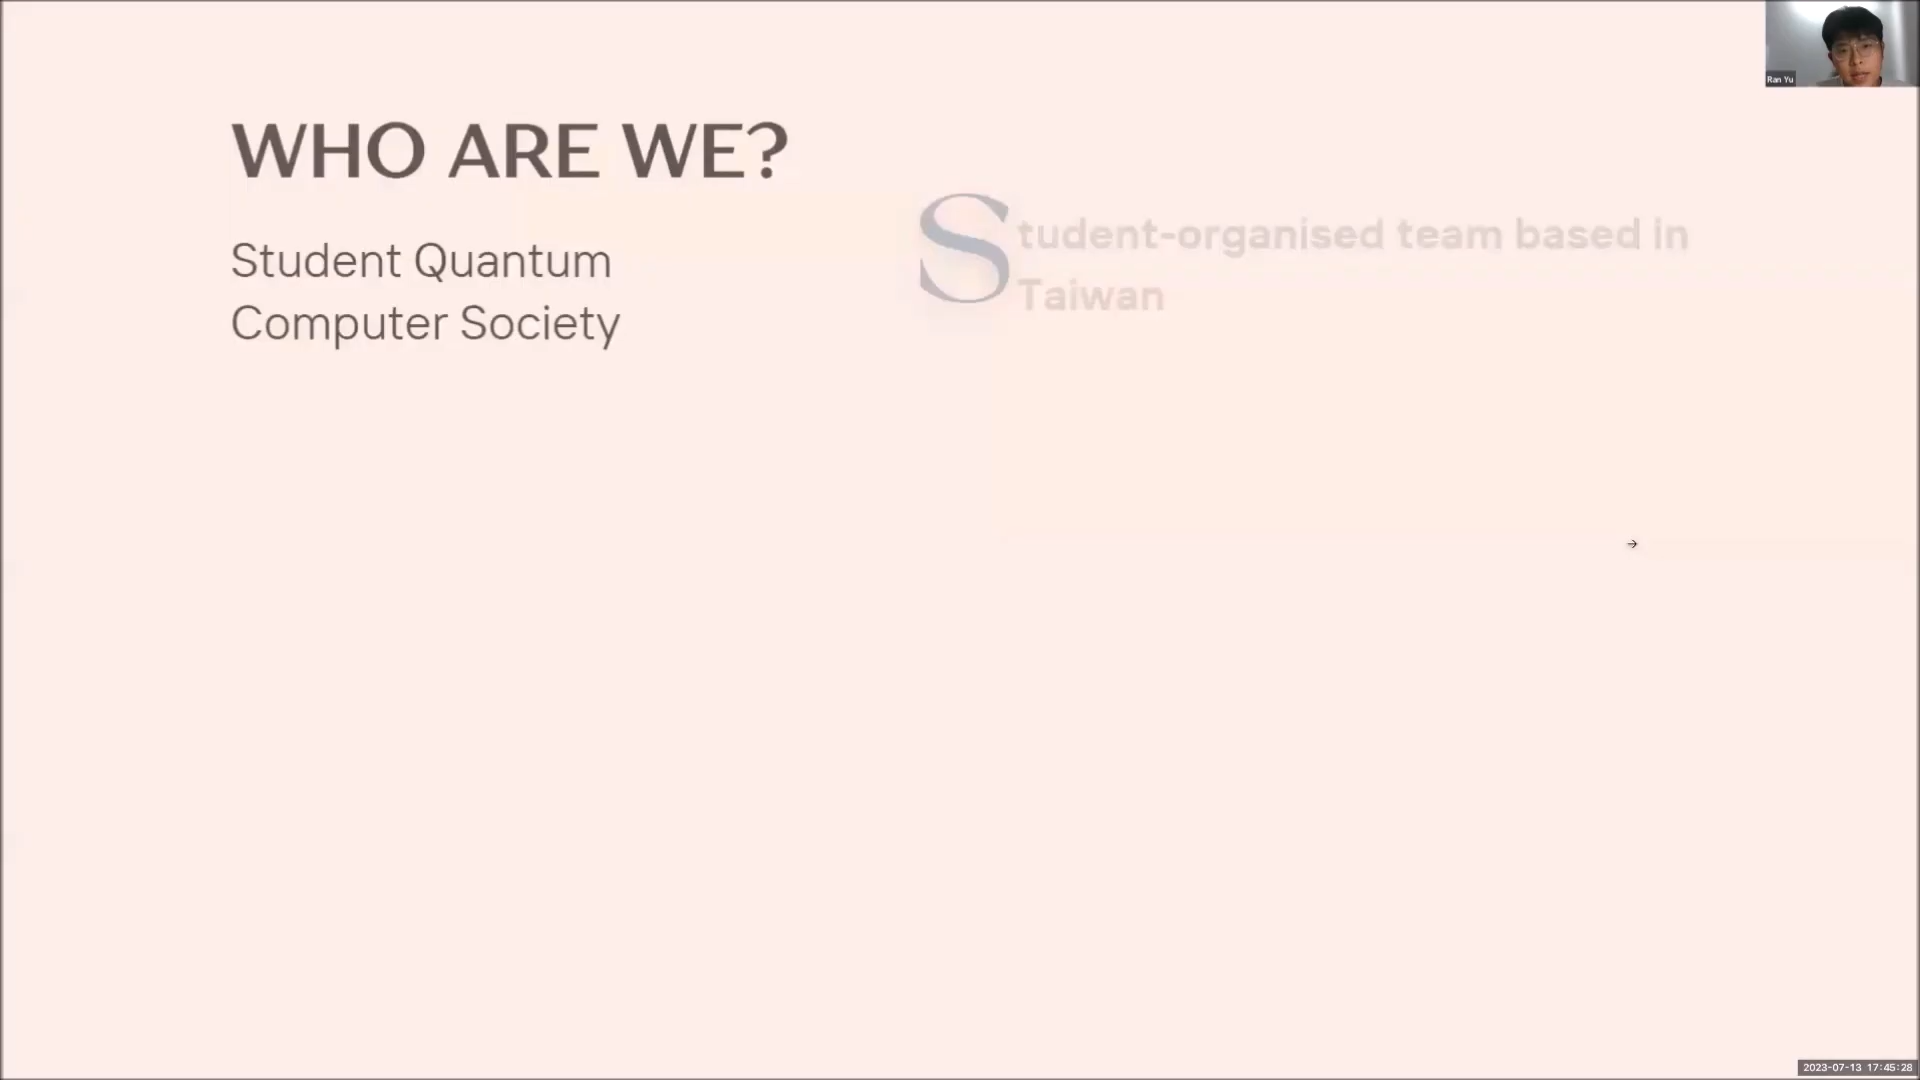 WHO ARE WE?
Student Quantum
Computer Society
Student-organised team based in
Taiwan
Ran Yu
2023-07-13 17:45:28